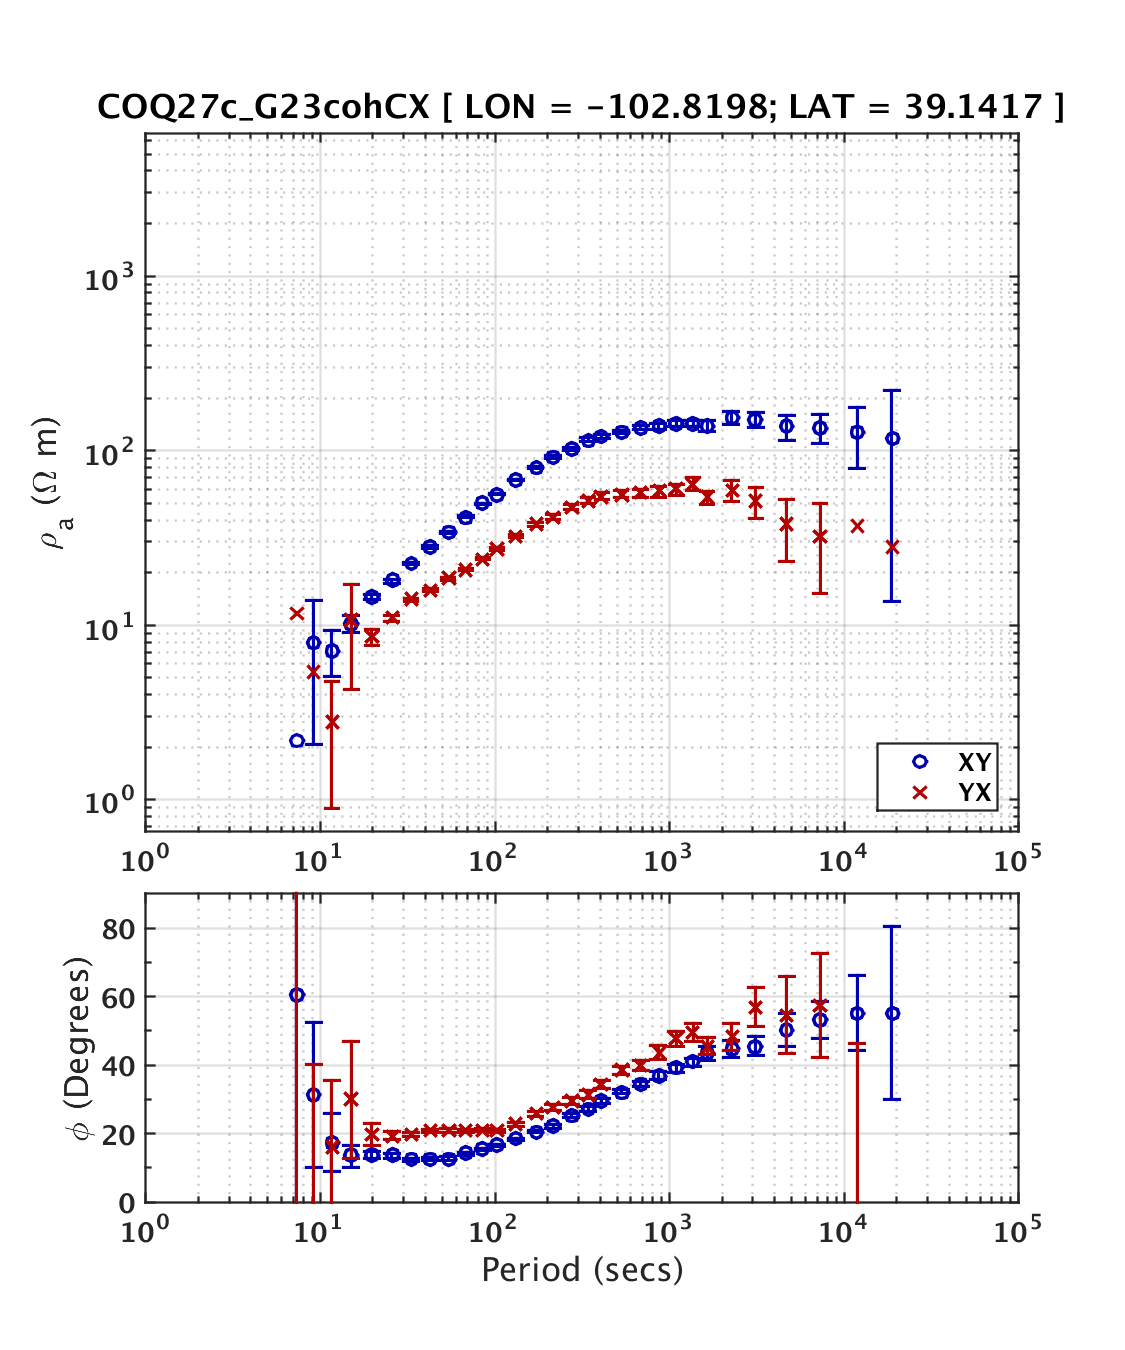 COQ27c_G23cohCX [ LON = -102.8198; LAT = 39.1417 ]
10³
10²
10¹
10⁰
ρa (Ω m)
XY
YX
10⁰ 10¹ 10² 10³ 10⁴ 10⁵
80
60
40
20
0
ϕ (Degrees)
10⁰ 10¹ 10² 10³ 10⁴ 10⁵
Period (secs)